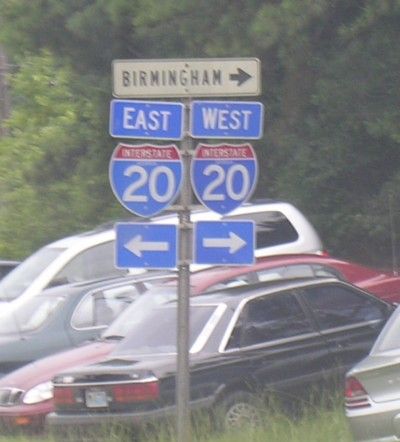 BIRMINGHAM
EAST WEST
INTERSTATE INTERSTATE
20 20